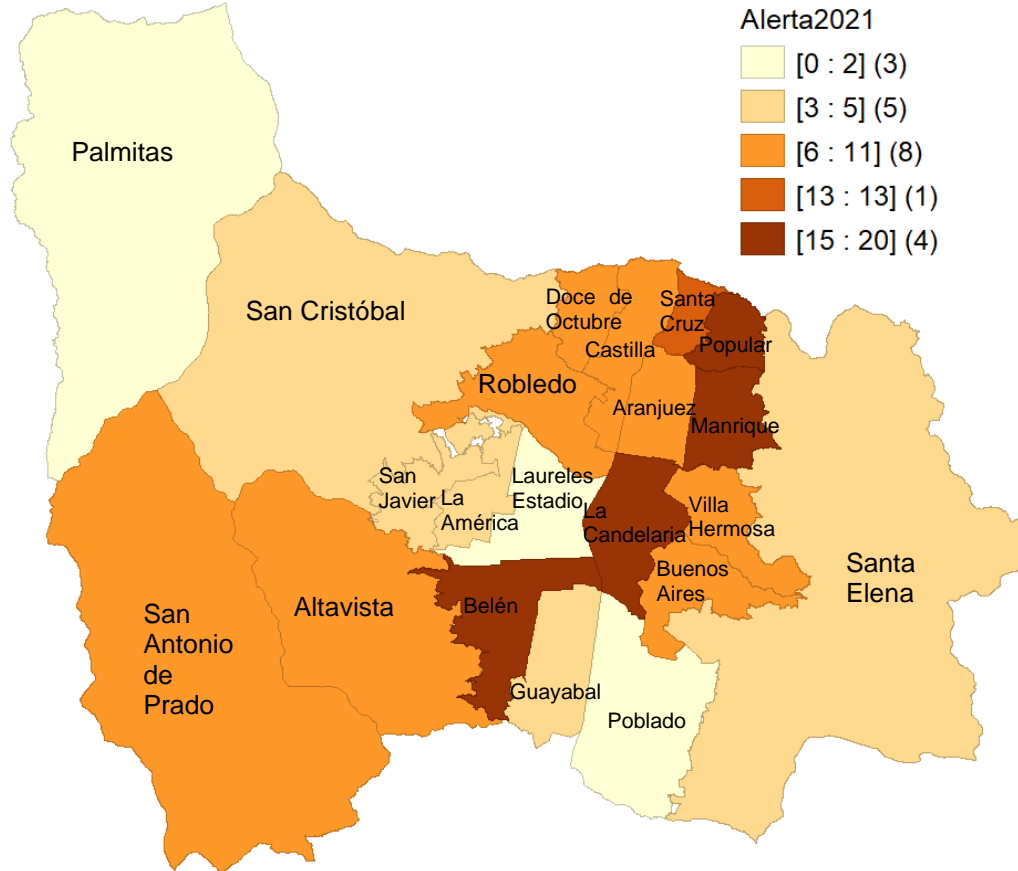 Alerta2021
[0 : 2] (3)
[3 : 5] (5)
[6 : 11] (8)
[13 : 13] (1)
[15 : 20] (4)
Palmitas
San Cristóbal
Doce de
Octubre
Santa
Cruz
Popular
Castilla
Robledo
Aranjuez
Manrique
San
Javier
La
América
Laureles
Estadio
La
Candelaria
Villa
Hermosa
Buenos
Aires
Santa
Elena
San
Antonio
de
Prado
Altavista
Belén
Guayabal
Poblado